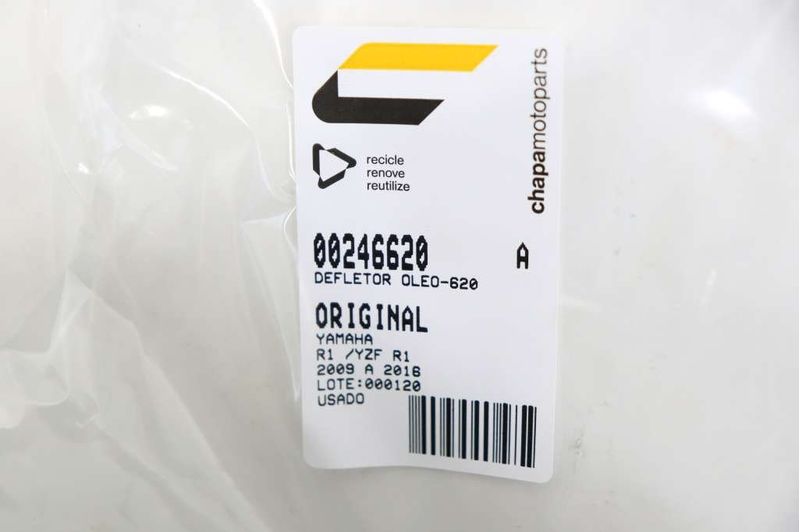 chapamotoparts
recicle
renove
reutilize
00246620 A
DEFLETOR OLEO-620
ORIGINAL
YAMAHA
R1 /YZF R1
2009 A 2016
LOTE:000120
USADO